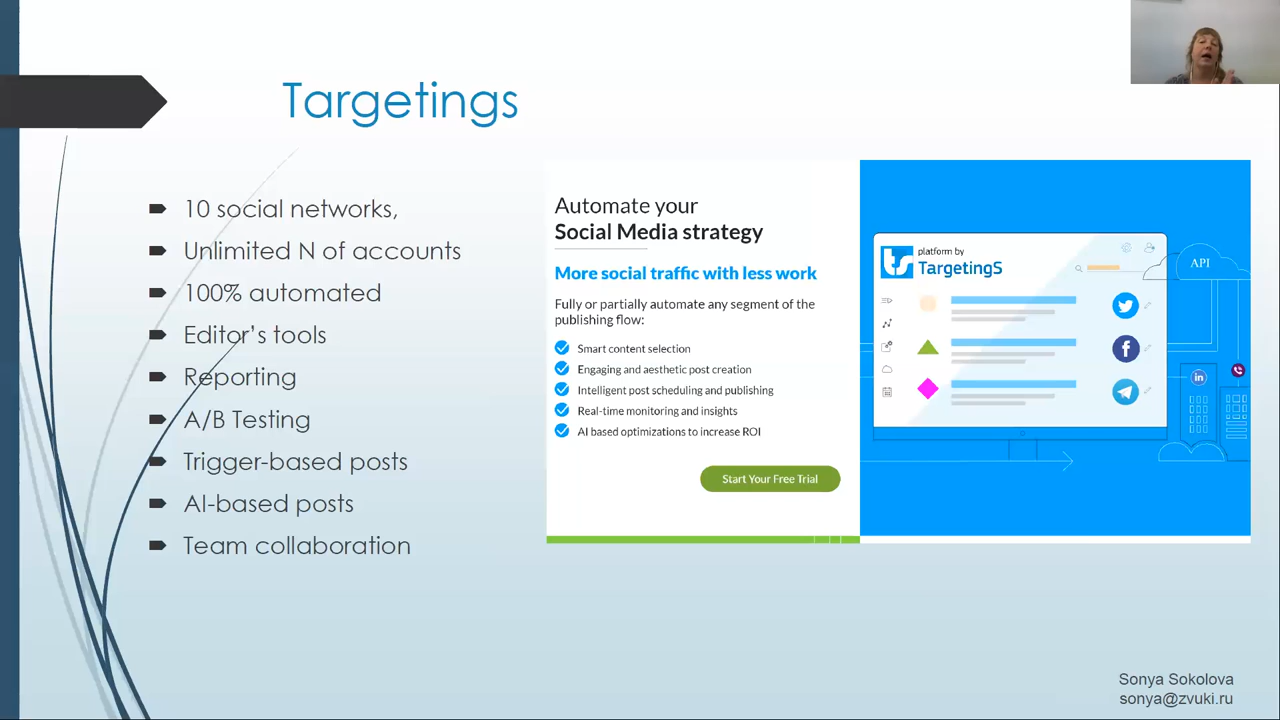 Targetings
10 social networks,
Unlimited N of accounts
100% automated
Editor's tools
Reporting
A/B Testing
Trigger-based posts
AI-based posts
Team collaboration
Automate your
Social Media strategy
More social traffic with less work
Fully or partially automate any segment of the
publishing flow:
Smart content selection
Engaging and aesthetic post creation
Intelligent post scheduling and publishing
Real-time monitoring and insights
AI based optimizations to increase ROI
Start Your Free Trial
ts
platform by
TargetingS
API
f
in
Sonya Sokolova
sonya@zvuki.ru